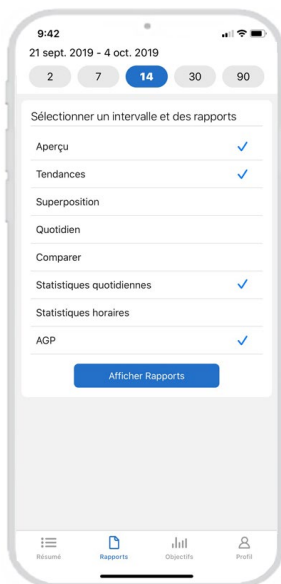 9:42
21 sept. 2019 - 4 oct. 2019
2 7 14 30 90
Sélectionner un intervalle et des rapports
Aperçu
Tendances
Superposition
Quotidien
Comparer
Statistiques quotidiennes
Statistiques horaires
AGP
Afficher Rapports
Résumé Rapports Objectifs Profil